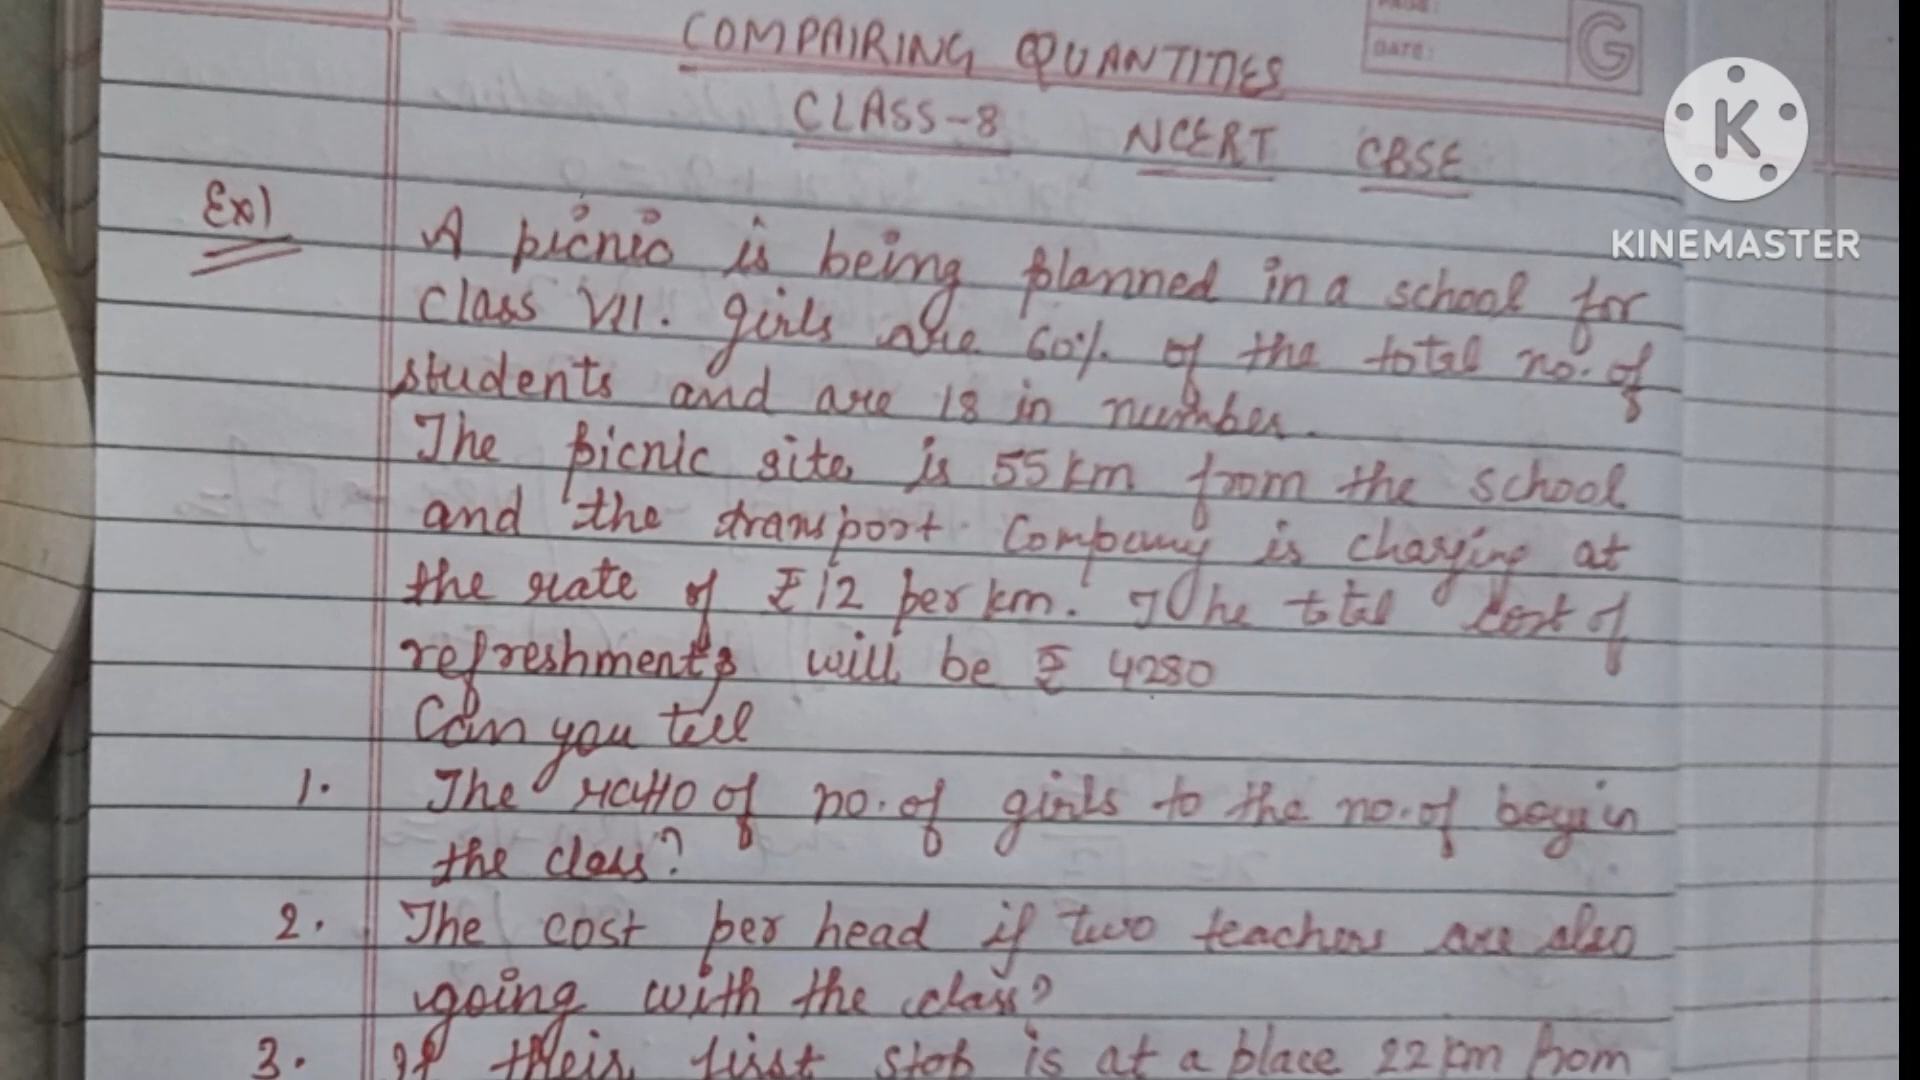 COMPAIRING QUANTITIES
PAGE:
DATE:
G
CLASS-8 NCERT CBSE
K
KINEMASTER
Ex1 A picnic is being planned in a school for
class VII. girls are 60% of the total no. of
students and are 18 in number.
The picnic site is 55 km from the school
and the transport Company is charging at
the rate of ₹12 per km. The total cost of
refreshments will be ₹ 4280
Can you tell
1. The ratio of no. of girls to the no. of boys in
the class?
2. The cost per head if two teachers are also
going with the class?
3. If their first stop is at a place 22 km from